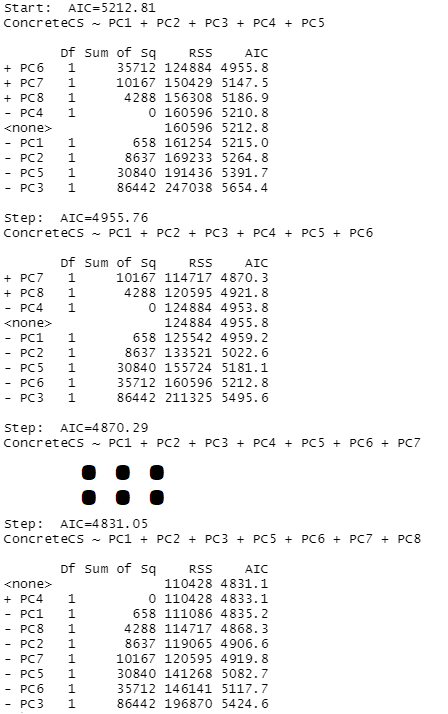 Start:  AIC=5212.81
ConcreteCS ~ PC1 + PC2 + PC3 + PC4 + PC5

       Df Sum of Sq    RSS    AIC
+ PC6   1     35712 124884 4955.8
+ PC7   1     10167 150429 5147.5
+ PC8   1      4288 156308 5186.9
- PC4   1         0 160596 5210.8
<none>              160596 5212.8
- PC1   1       658 161254 5215.0
- PC2   1      8637 169233 5264.8
- PC5   1     30840 191436 5391.7
- PC3   1     86442 247038 5654.4

Step:  AIC=4955.76
ConcreteCS ~ PC1 + PC2 + PC3 + PC4 + PC5 + PC6

       Df Sum of Sq    RSS    AIC
+ PC7   1     10167 114717 4870.3
+ PC8   1      4288 120595 4921.8
- PC4   1         0 124884 4953.8
<none>              124884 4955.8
- PC1   1       658 125542 4959.2
- PC2   1      8637 133521 5022.6
- PC5   1     30840 155724 5181.1
- PC6   1     35712 160596 5212.8
- PC3   1     86442 211325 5495.6

Step:  AIC=4870.29
ConcreteCS ~ PC1 + PC2 + PC3 + PC4 + PC5 + PC6 + PC7

Step:  AIC=4831.05
ConcreteCS ~ PC1 + PC2 + PC3 + PC5 + PC6 + PC7 + PC8

       Df Sum of Sq    RSS    AIC
<none>              110428 4831.1
+ PC4   1         0 110428 4833.1
- PC1   1       658 111086 4835.2
- PC8   1      4288 114717 4868.3
- PC2   1      8637 119065 4906.6
- PC7   1     10167 120595 4919.8
- PC5   1     30840 141268 5082.7
- PC6   1     35712 146141 5117.7
- PC3   1     86442 196870 5424.6